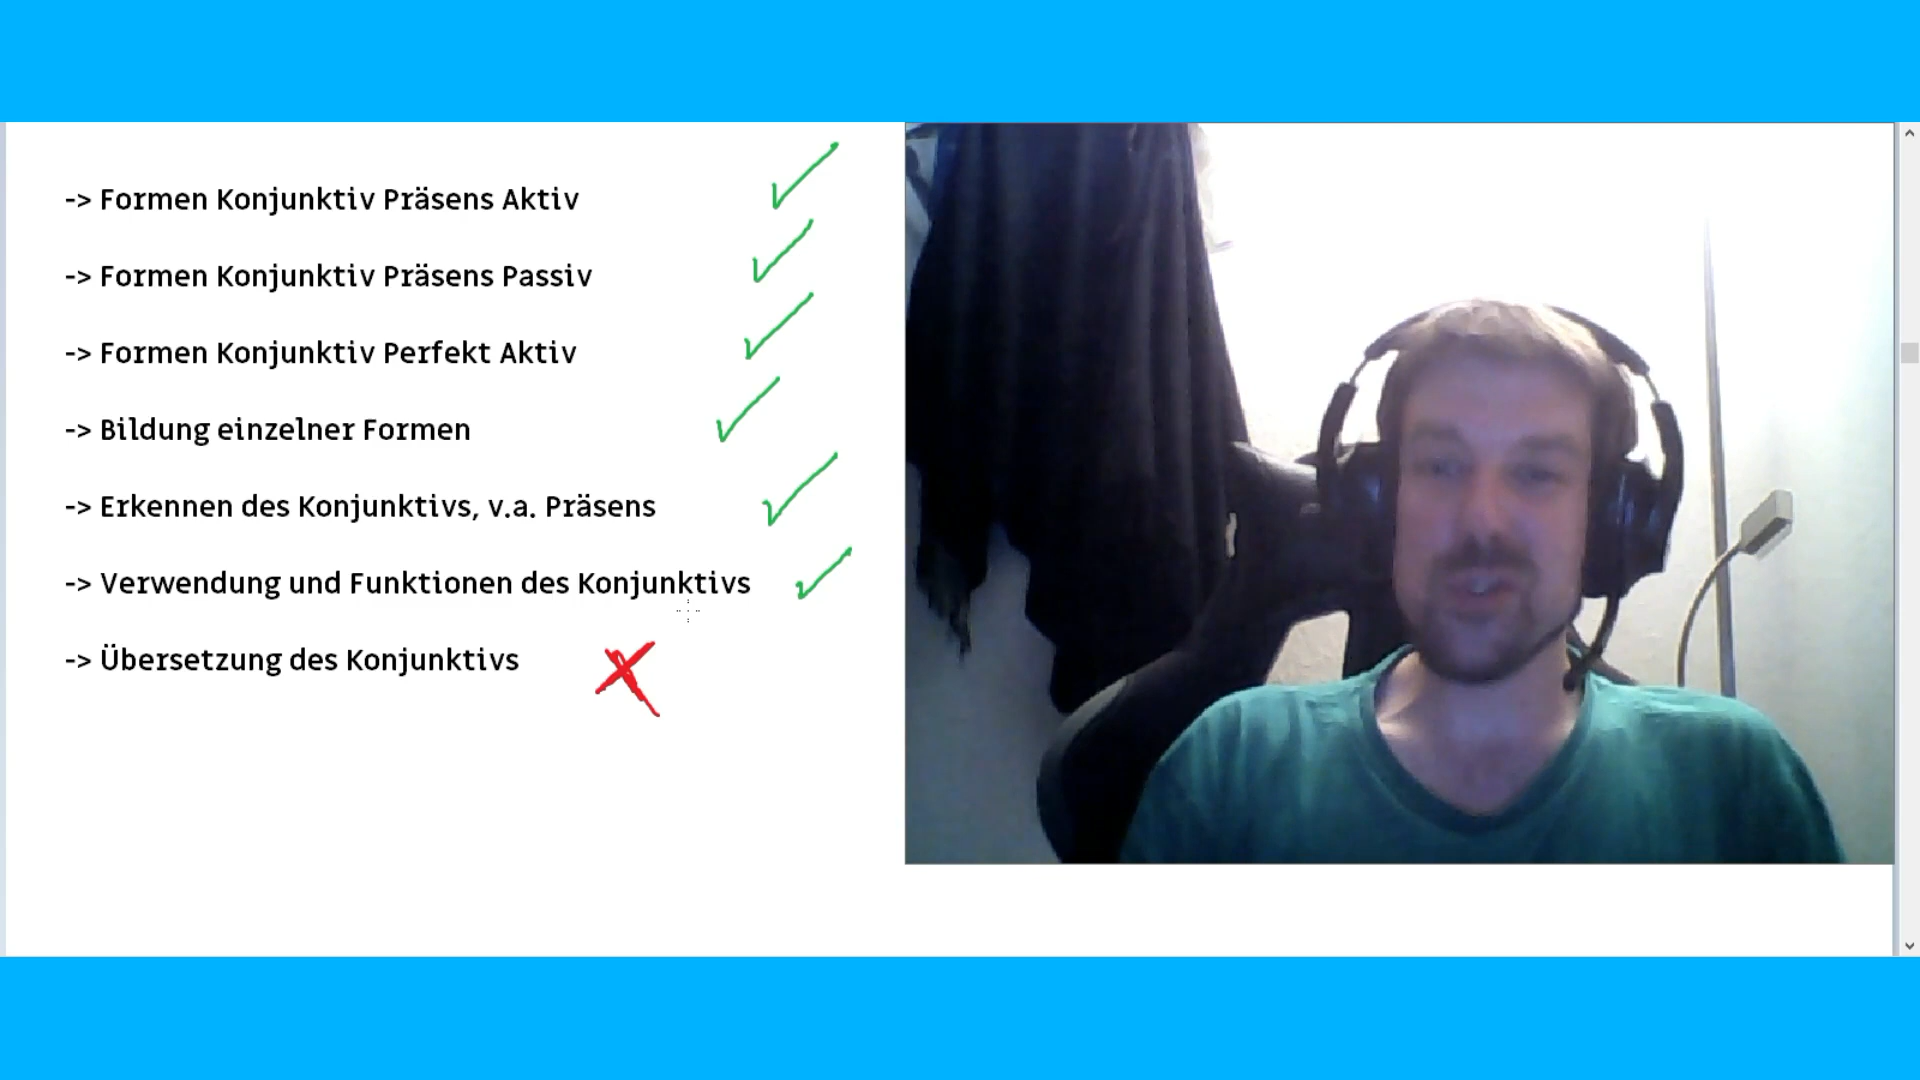 -> Formen Konjunktiv Präsens Aktiv
-> Formen Konjunktiv Präsens Passiv
-> Formen Konjunktiv Perfekt Aktiv
-> Bildung einzelner Formen
-> Erkennen des Konjunktivs, v.a. Präsens
-> Verwendung und Funktionen des Konjunktivs
-> Übersetzung des Konjunktivs